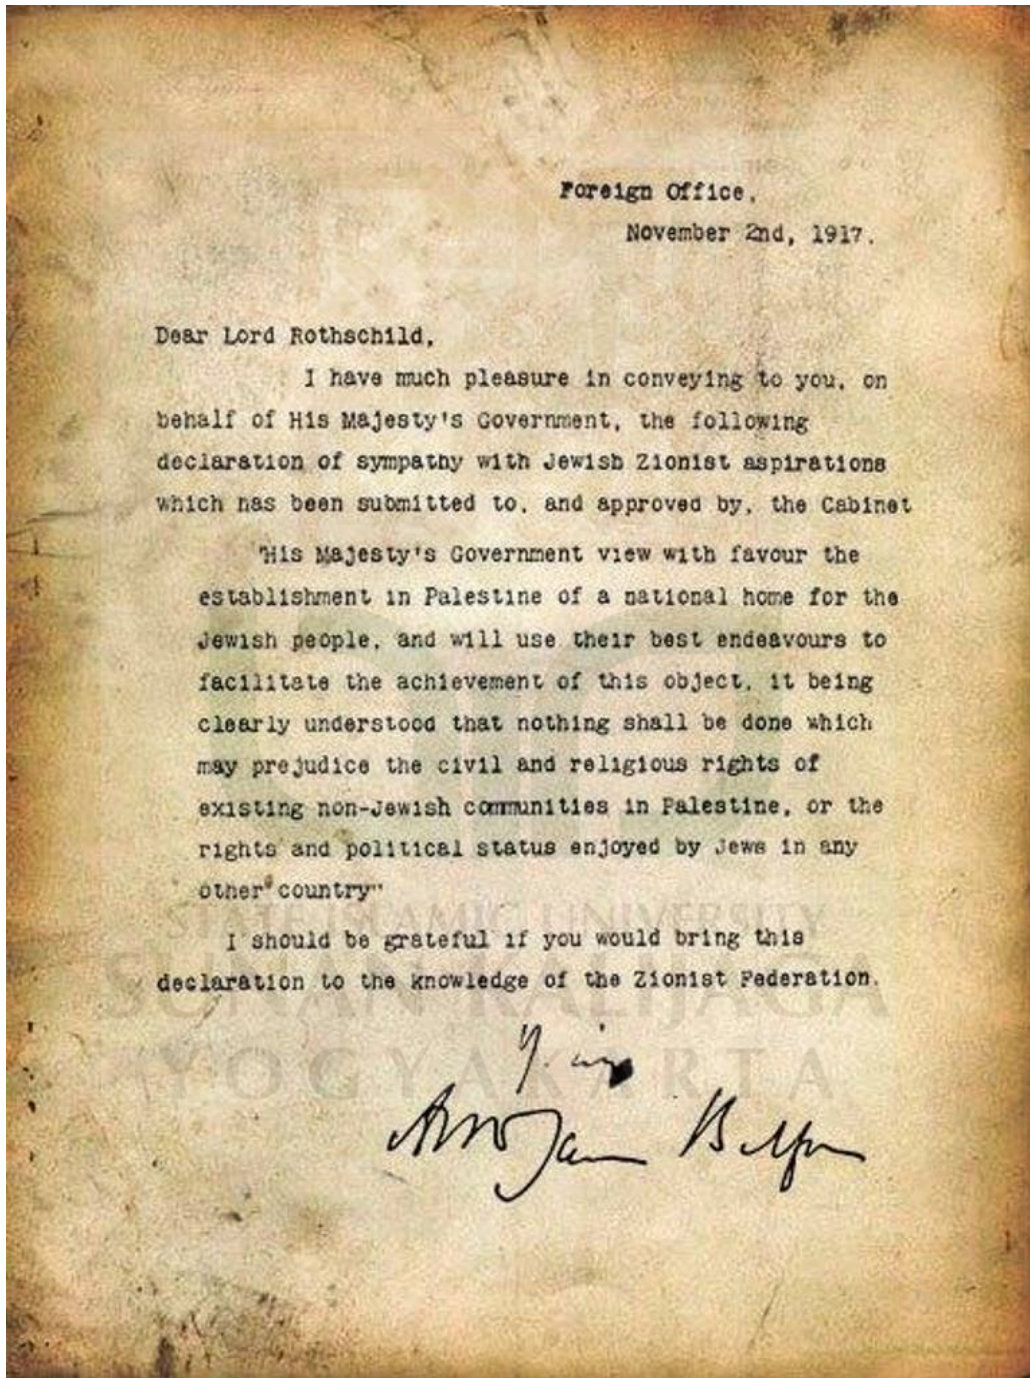 Foreign Office,
November 2nd, 1917.
Dear Lord Rothschild,
I have much pleasure in conveying to you, on
behalf of His Majesty's Government, the following
declaration of sympathy with Jewish Zionist aspirations
which has been submitted to, and approved by, the Cabinet
"His Majesty's Government view with favour the
establishment in Palestine of a national home for the
Jewish people, and will use their best endeavours to
facilitate the achievement of this object, it being
clearly understood that nothing shall be done which
may prejudice the civil and religious rights of
existing non-Jewish communities in Palestine, or the
rights and political status enjoyed by Jews in any
other country"
I should be grateful if you would bring this
declaration to the knowledge of the Zionist Federation.
STATE ISLAMIC UNIVERSITY
SUNAN KALIJAGA
YOGYAKARTA